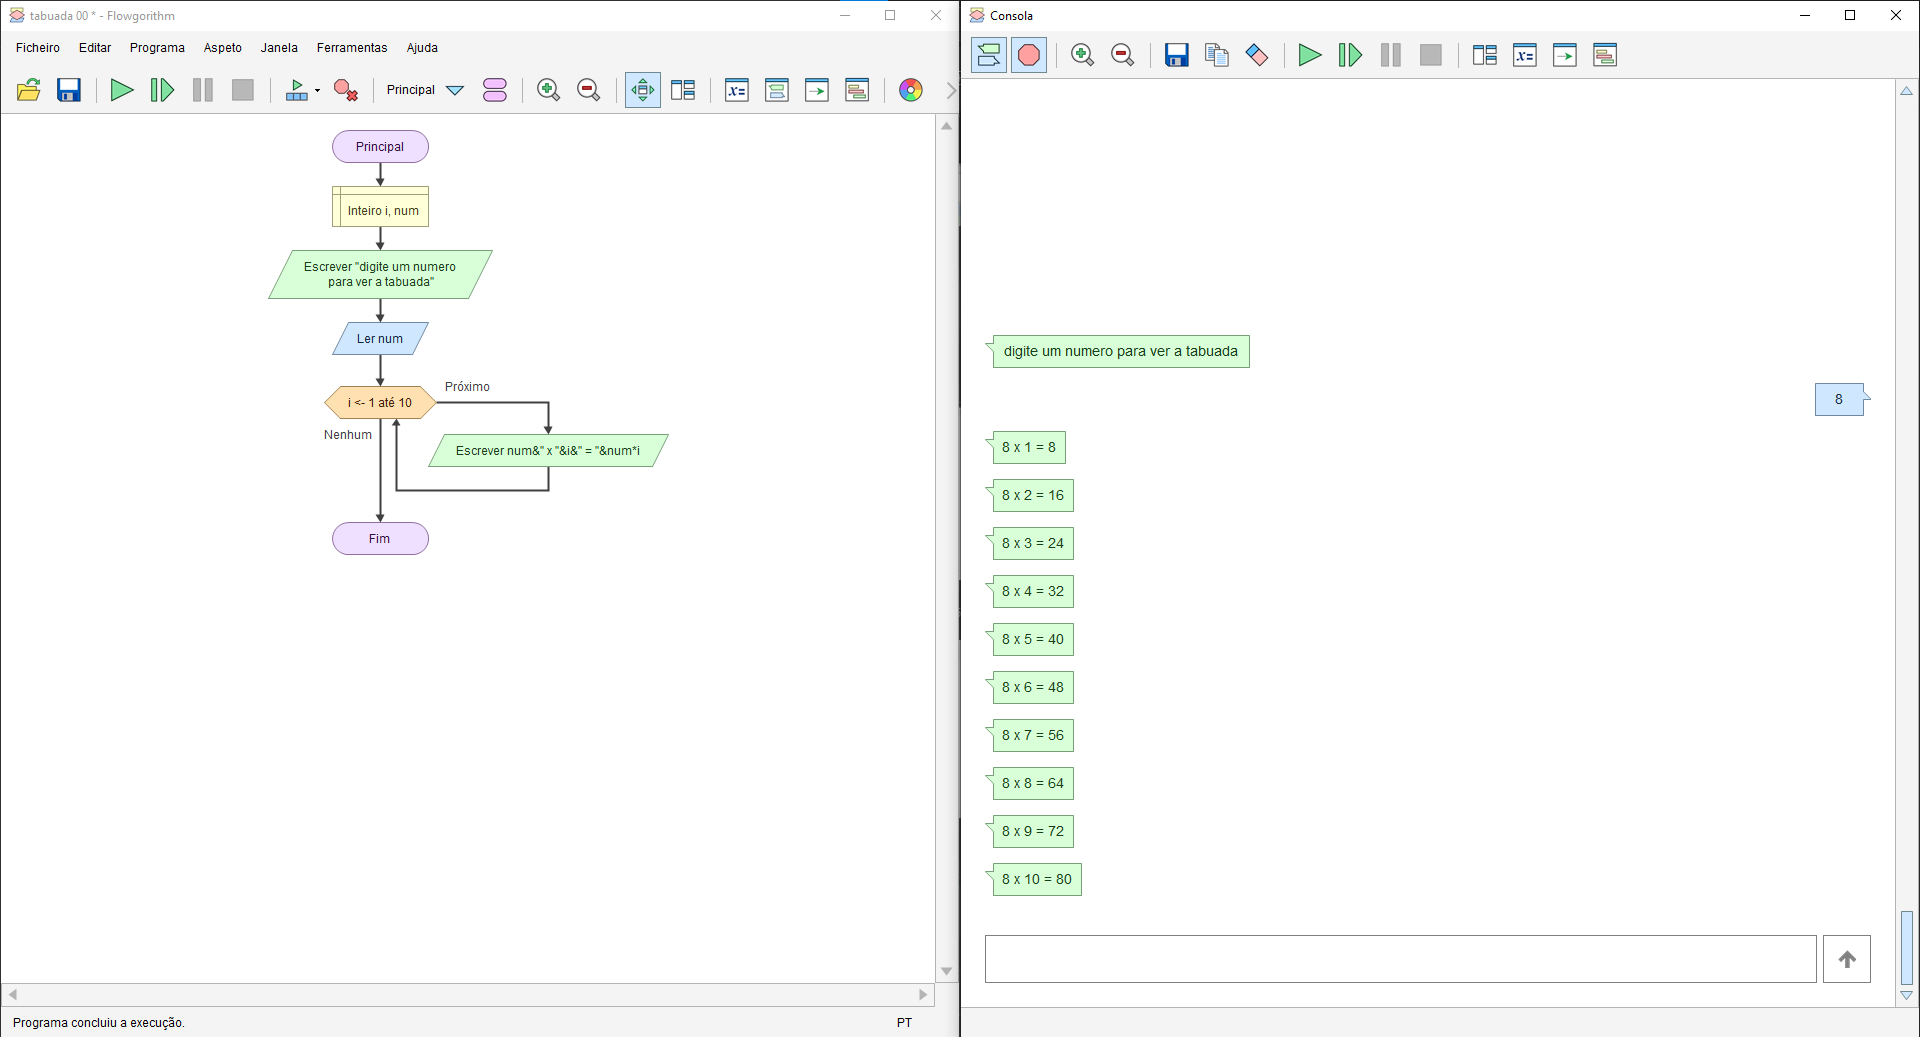 tabuada 00 * - Flowgorithm
Ficheiro Editar Programa Aspeto Janela Ferramentas Ajuda
Principal
Principal
Inteiro i, num
Escrever "digite um numero
para ver a tabuada"
Ler num
Próximo
i <- 1 até 10
Nenhum
Escrever num&" x "&i&" = "&num*i
Fim
Programa concluiu a execução.
PT
Consola
digite um numero para ver a tabuada
8
8 x 1 = 8
8 x 2 = 16
8 x 3 = 24
8 x 4 = 32
8 x 5 = 40
8 x 6 = 48
8 x 7 = 56
8 x 8 = 64
8 x 9 = 72
8 x 10 = 80